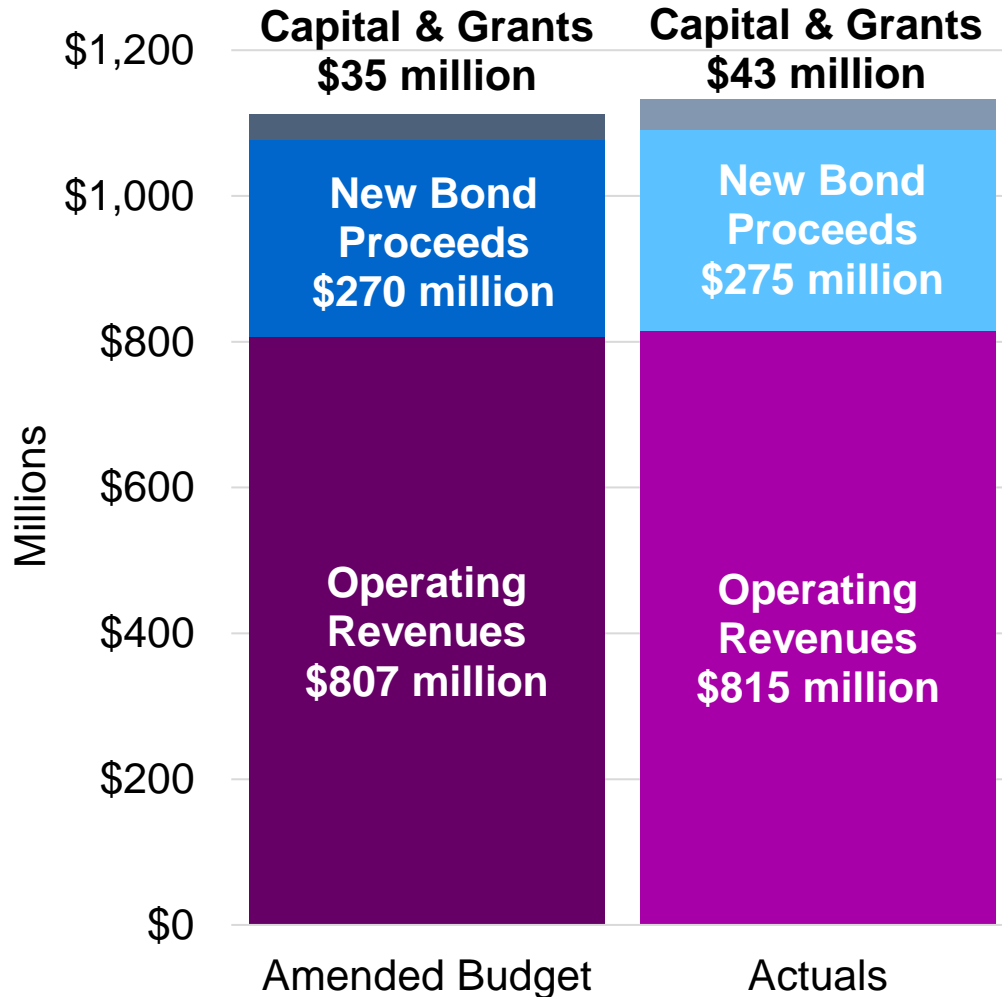 Capital & Grants
$35 million
Capital & Grants
$43 million
$1,200
$1,000
$800
$600
$400
$200
$0
Millions
New Bond
Proceeds
$270 million
New Bond
Proceeds
$275 million
Operating
Revenues
$807 million
Operating
Revenues
$815 million
Amended Budget
Actuals